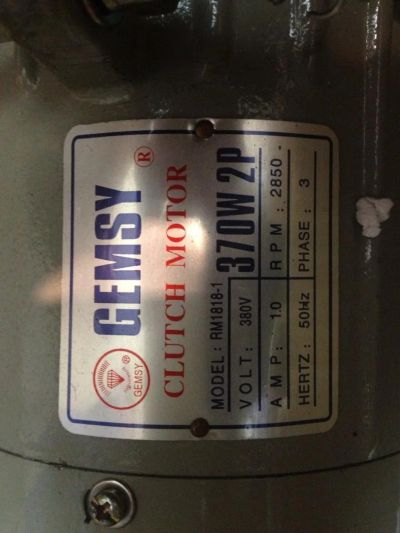 GEMSY ®
GEMSY
CLUTCH MOTOR
MODEL: RM1818-1
370W 2P
VOLT: 380V
AMP: 1.0
RPM: 2850-
HERTZ: 50Hz
PHASE: 3